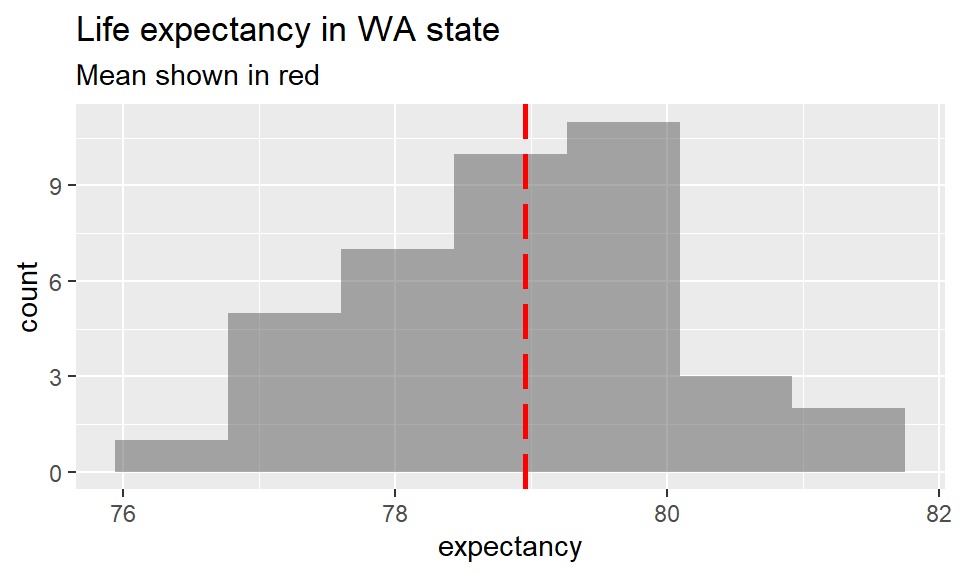 Life expectancy in WA state
Mean shown in red
count
9
6
3
0
76 78 80 82
expectancy